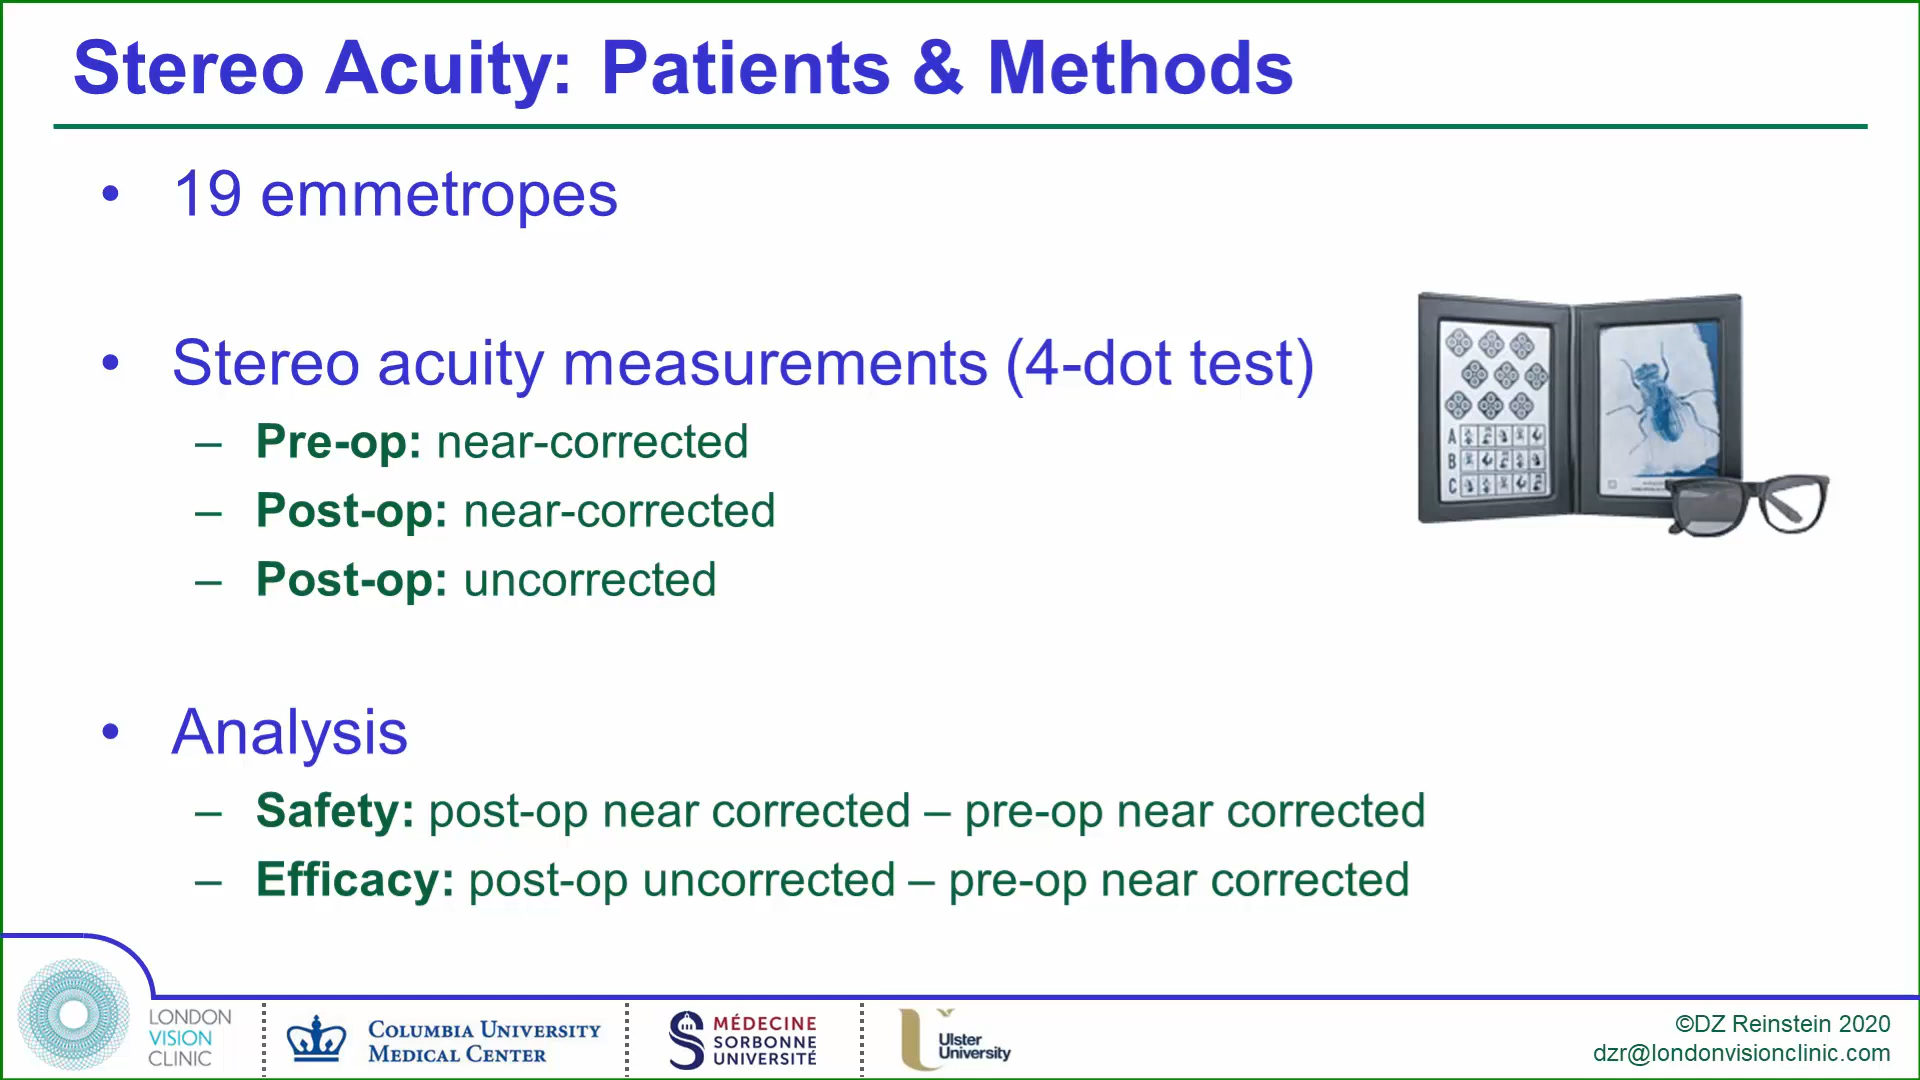 Stereo Acuity: Patients & Methods
• 19 emmetropes
• Stereo acuity measurements (4-dot test)
– Pre-op: near-corrected
– Post-op: near-corrected
– Post-op: uncorrected
• Analysis
– Safety: post-op near corrected – pre-op near corrected
– Efficacy: post-op uncorrected – pre-op near corrected
A
B
C
LONDON
VISION
CLINIC
COLUMBIA UNIVERSITY
MEDICAL CENTER
MÉDECINE
SORBONNE
UNIVERSITÉ
Ulster
University
©DZ Reinstein 2020
dzr@londonvisionclinic.com